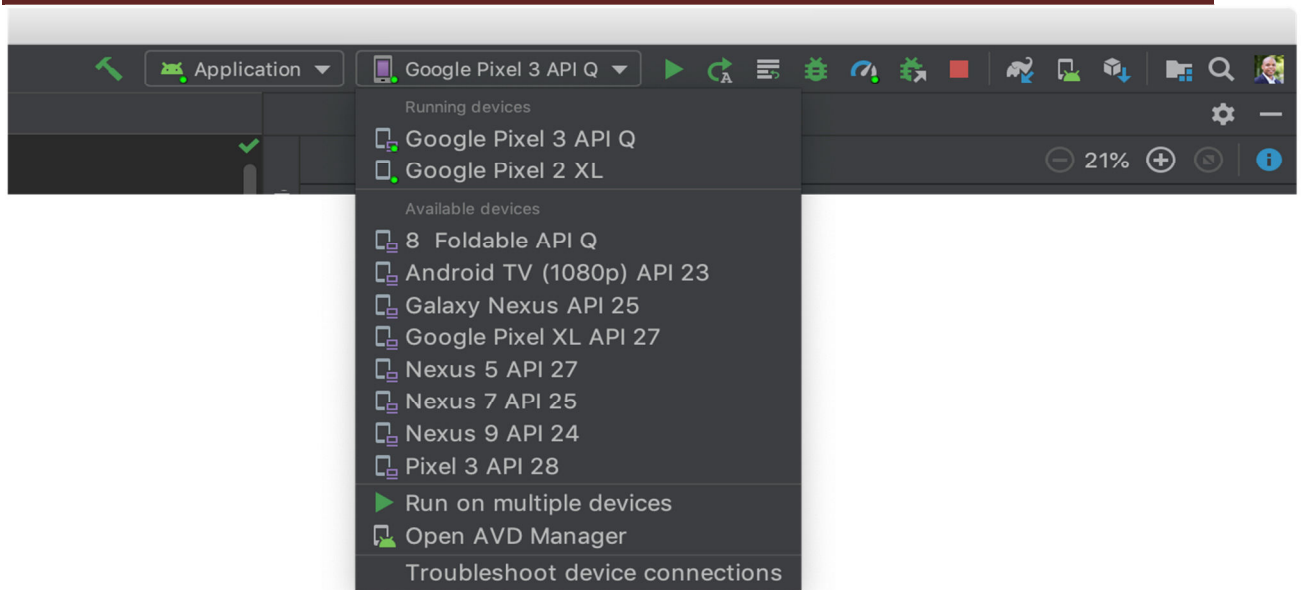 Application
Google Pixel 3 API Q
Running devices
Google Pixel 3 API Q
Google Pixel 2 XL
21%
Available devices
8 Foldable API Q
Android TV (1080p) API 23
Galaxy Nexus API 25
Google Pixel XL API 27
Nexus 5 API 27
Nexus 7 API 25
Nexus 9 API 24
Pixel 3 API 28
Run on multiple devices
Open AVD Manager
Troubleshoot device connections